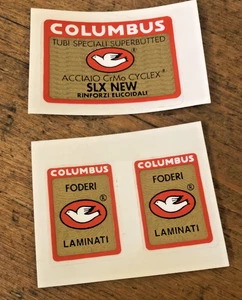 COLUMBUS
TUBI SPECIALI SUPERBUTTED
®
ACCIAIO CrMo CYCLEX®
SLX NEW
RINFORZI ELICOIDALI
COLUMBUS
FODERI
®
LAMINATI
COLUMBUS
FODERI
®
LAMINATI